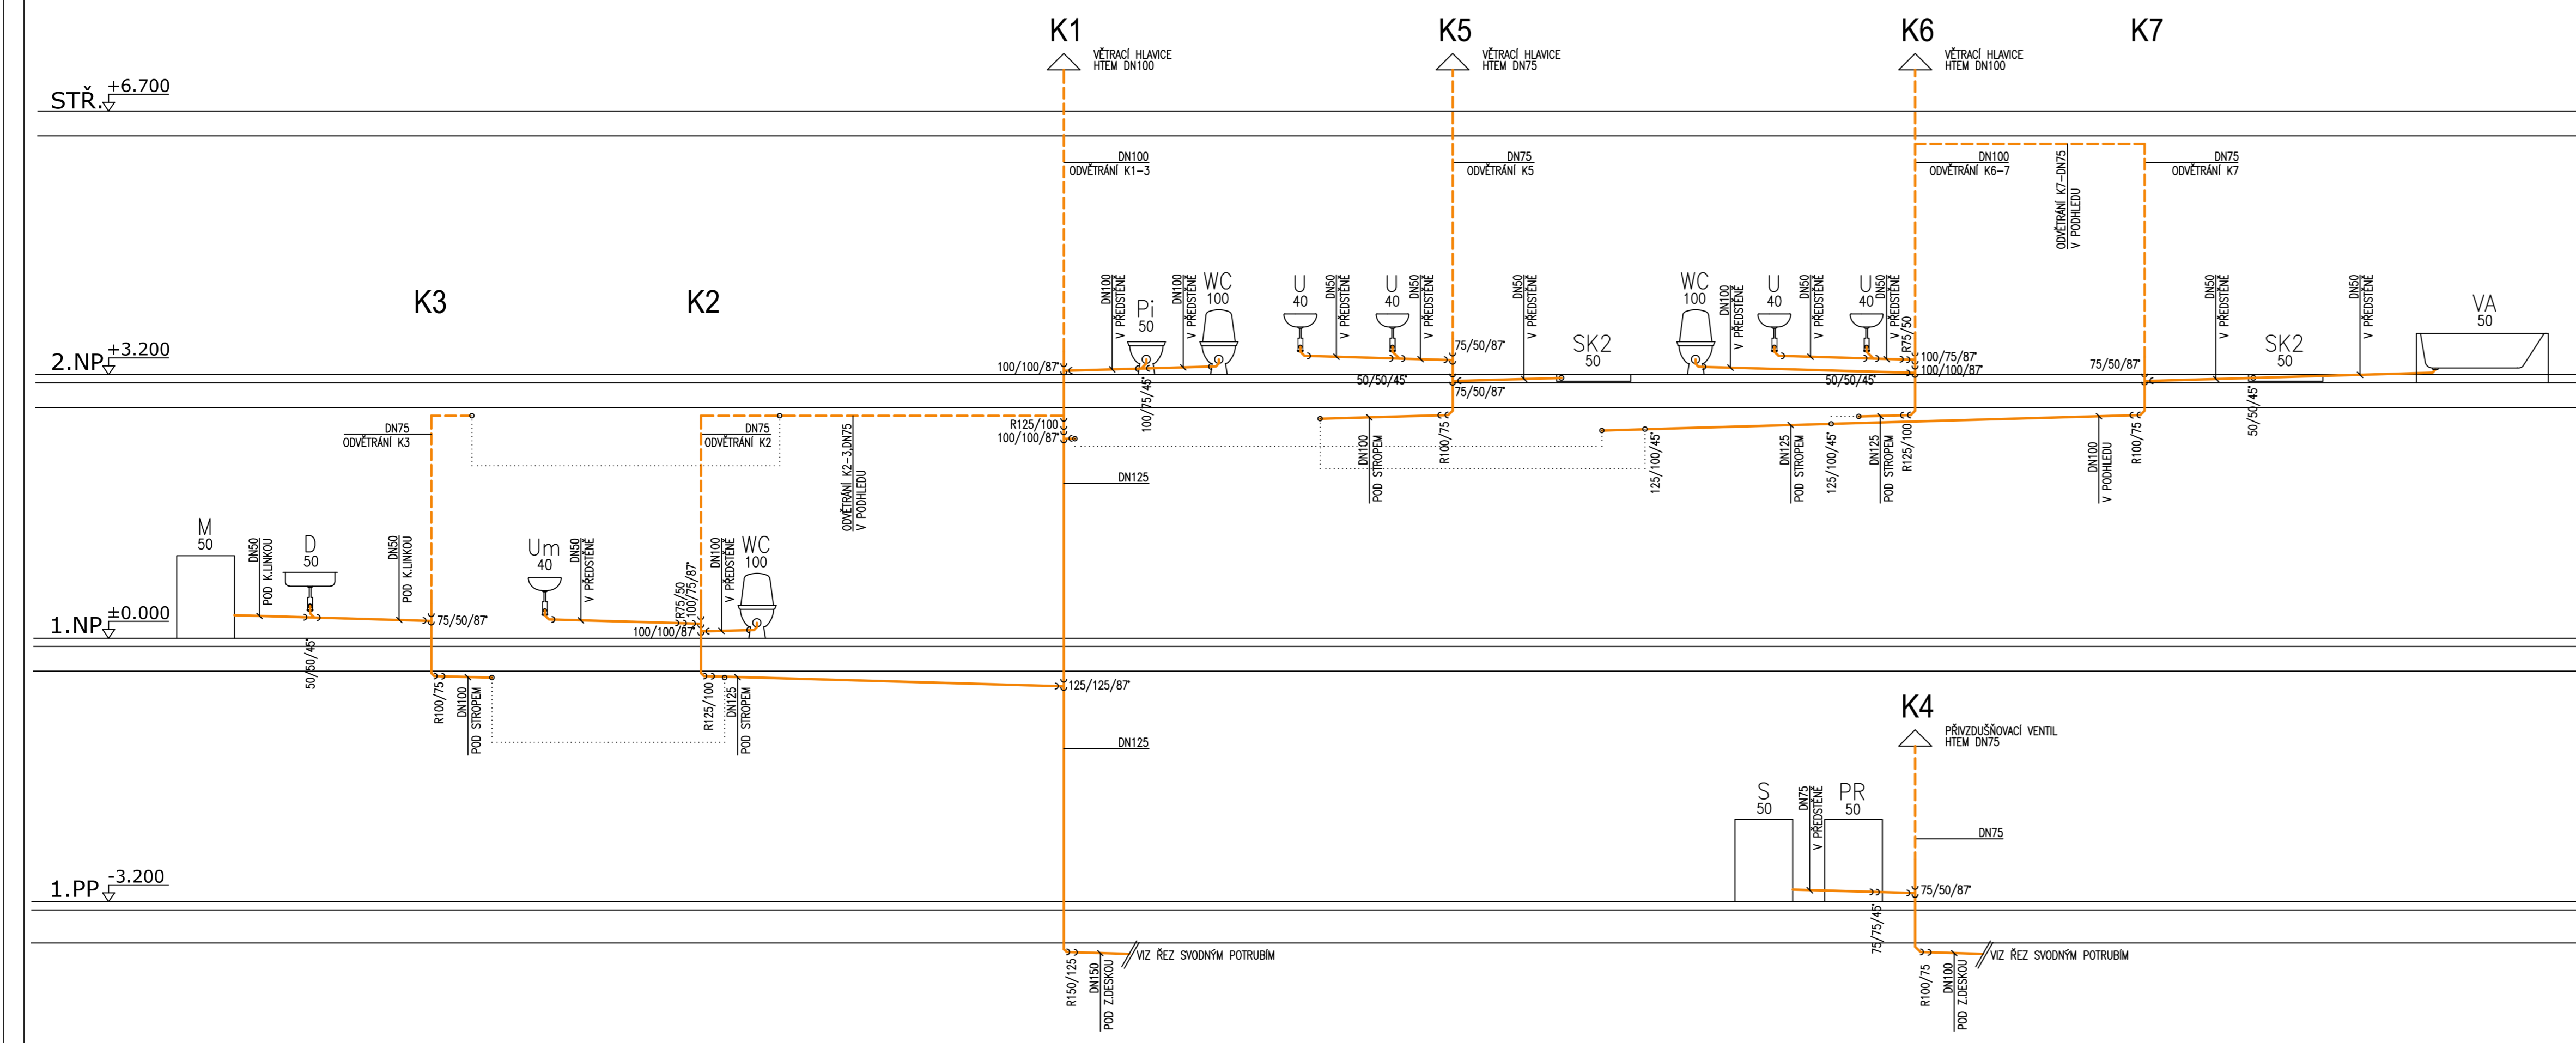 K1
VĚTRACÍ HLAVICE
HTEM DN100
K5
VĚTRACÍ HLAVICE
HTEM DN75
K6
VĚTRACÍ HLAVICE
HTEM DN100
K7
STŘ.
+6.700
DN100
ODVĚTRÁNÍ K1-3
DN75
ODVĚTRÁNÍ K5
DN100
ODVĚTRÁNÍ K6-7
ODVĚTRÁNÍ K7-DN75
V PODHLEDU
DN75
ODVĚTRÁNÍ K7
K3
K2
2.NP
+3.200
100/100/87°
DN100
V PŘEDSTĚNĚ
Pi
50
100/75/45°
DN100
V PŘEDSTĚNĚ
WC
100
U
40
DN50
V PŘEDSTĚNĚ
U
40
DN50
V PŘEDSTĚNĚ
75/50/87°
50/50/45°
75/50/87°
DN50
V PŘEDSTĚNĚ
SK2
50
WC
100
DN100
V PŘEDSTĚNĚ
U
40
DN50
V PŘEDSTĚNĚ
U
40
DN50
V PŘEDSTĚNĚ
R75/50
50/50/45°
100/75/87°
100/100/87°
75/50/87°
DN50
V PŘEDSTĚNĚ
SK2
50
50/50/45°
DN50
V PŘEDSTĚNĚ
VA
50
DN75
ODVĚTRÁNÍ K3
DN75
ODVĚTRÁNÍ K2
ODVĚTRÁNÍ K2-3,DN75
V PODHLEDU
R125/100
100/100/87°
DN125
DN100
POD STROPEM
R100/75
125/100/45°
DN125
POD STROPEM
125/100/45°
DN125
POD STROPEM
R125/100
DN100
V PODHLEDU
R100/75
M
50
DN50
POD K.LINKOU
D
50
DN50
POD K.LINKOU
Um
40
DN50
V PŘEDSTĚNĚ
R75/50
100/75/87°
DN100
V PŘEDSTĚNĚ
WC
100
1.NP
±0.000
75/50/87°
100/100/87°
50/50/45°
R100/75
DN100
POD STROPEM
R125/100
DN125
POD STROPEM
125/125/87°
DN125
K4
PŘIVZDUŠŇOVACÍ VENTIL
HTEM DN75
S
50
DN75
V PŘEDSTĚNĚ
PR
50
DN75
1.PP
-3.200
75/50/87°
75/75/45°
R150/125
DN150
POD Z.DESKOU
VIZ ŘEZ SVODNÝM POTRUBÍM
R100/75
DN100
POD Z.DESKOU
VIZ ŘEZ SVODNÝM POTRUBÍM